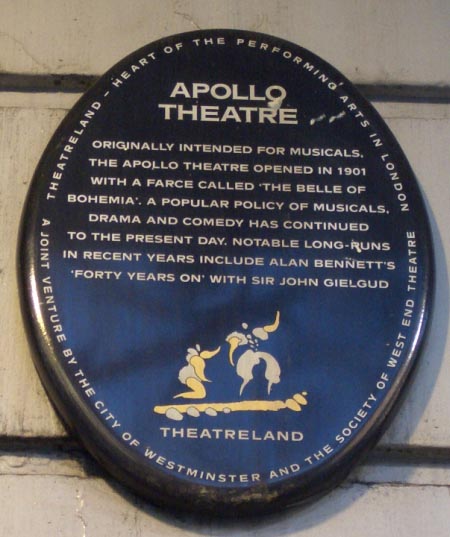 THEATRELAND - HEART OF THE PERFORMING ARTS IN LONDON
APOLLO
THEATRE
ORIGINALLY INTENDED FOR MUSICALS,
THE APOLLO THEATRE OPENED IN 1901
WITH A FARCE CALLED 'THE BELLE OF
BOHEMIA'. A POPULAR POLICY OF MUSICALS,
DRAMA AND COMEDY HAS CONTINUED
TO THE PRESENT DAY. NOTABLE LONG-RUNS
IN RECENT YEARS INCLUDE ALAN BENNETT'S
'FORTY YEARS ON' WITH SIR JOHN GIELGUD
THEATRELAND
A JOINT VENTURE BY THE CITY OF WESTMINSTER AND THE SOCIETY OF WEST END THEATRE